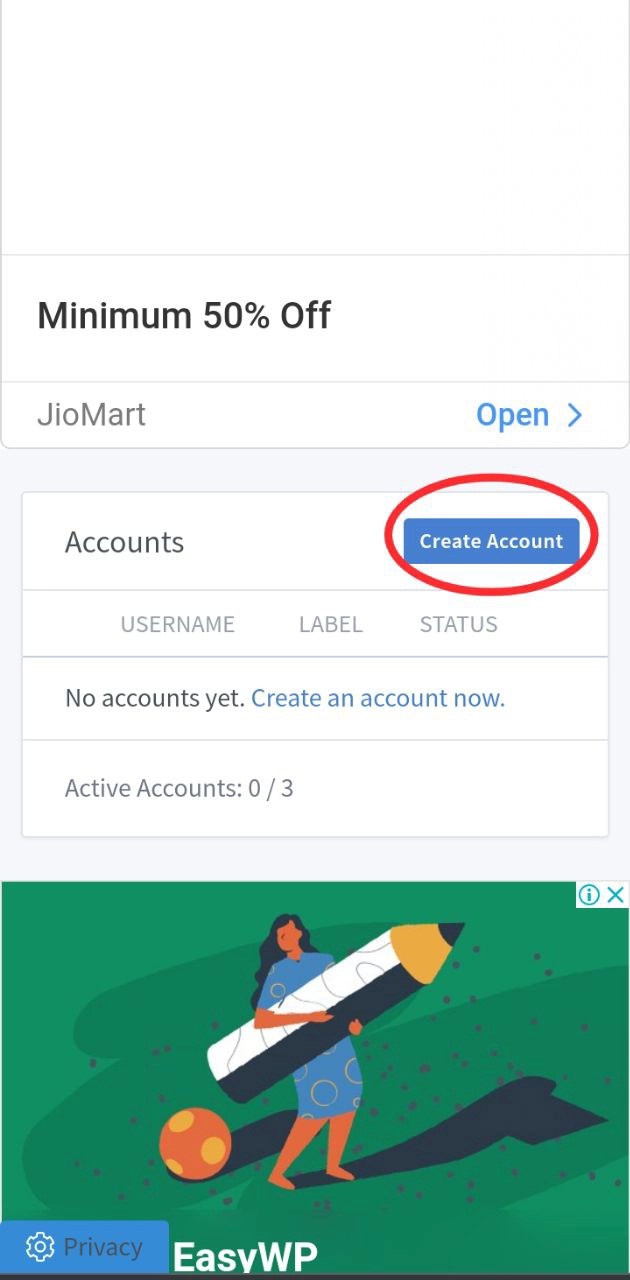 Minimum 50% Off
JioMart Open
Accounts Create Account
USERNAME LABEL STATUS
No accounts yet. Create an account now.
Active Accounts: 0 / 3
Privacy
EasyWP